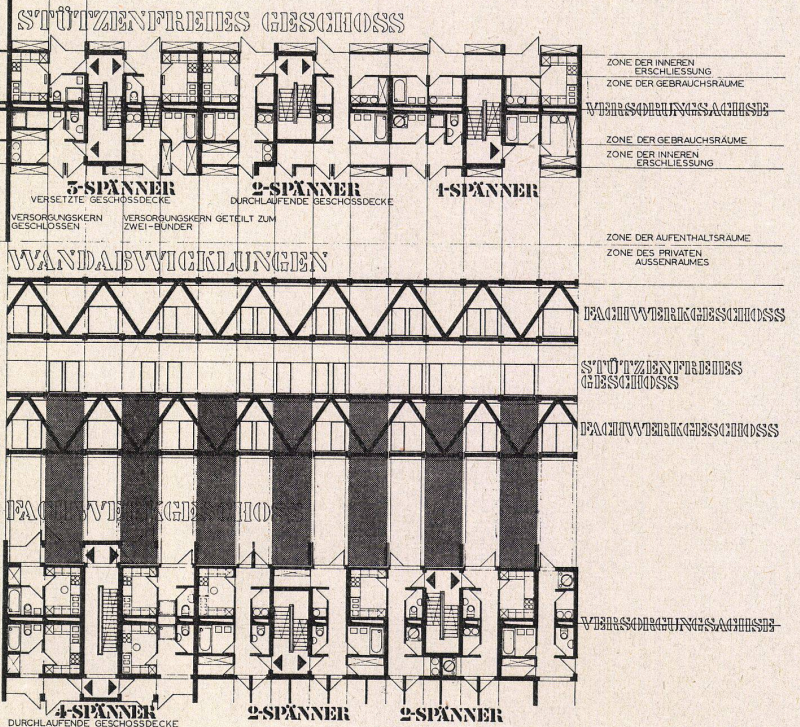 STÜTZENFREIES GESCHOSS
ZONE DER INNEREN
ERSCHLIESSUNG
ZONE DER GEBRAUCHSRÄUME
VERSORUNGSACHSE
ZONE DER GEBRAUCHSRÄUME
ZONE DER INNEREN
ERSCHLIESSUNG
3-SPÄNNER
VERSETZTE GESCHOSSDECKE
2-SPÄNNER
DURCHLAUFENDE GESCHOSSDECKE
1-SPÄNNER
VERSORGUNGSKERN
GESCHLOSSEN
VERSORGUNGSKERN GETEILT ZUM
ZWEI-BÜNDER
ZONE DER AUFENTHALTSRÄUME
ZONE DES PRIVATEN
AUSSENRAUMES
WANDABWICKLUNGEN
FACHWERKGESCHOSS
STÜTZENFREIES
GESCHOSS
FACHWERKGESCHOSS
FACHWERKGESCHOSS
VERSORGUNGSACHSE
4-SPÄNNER
DURCHLAUFENDE GESCHOSSDECKE
2-SPÄNNER
2-SPÄNNER